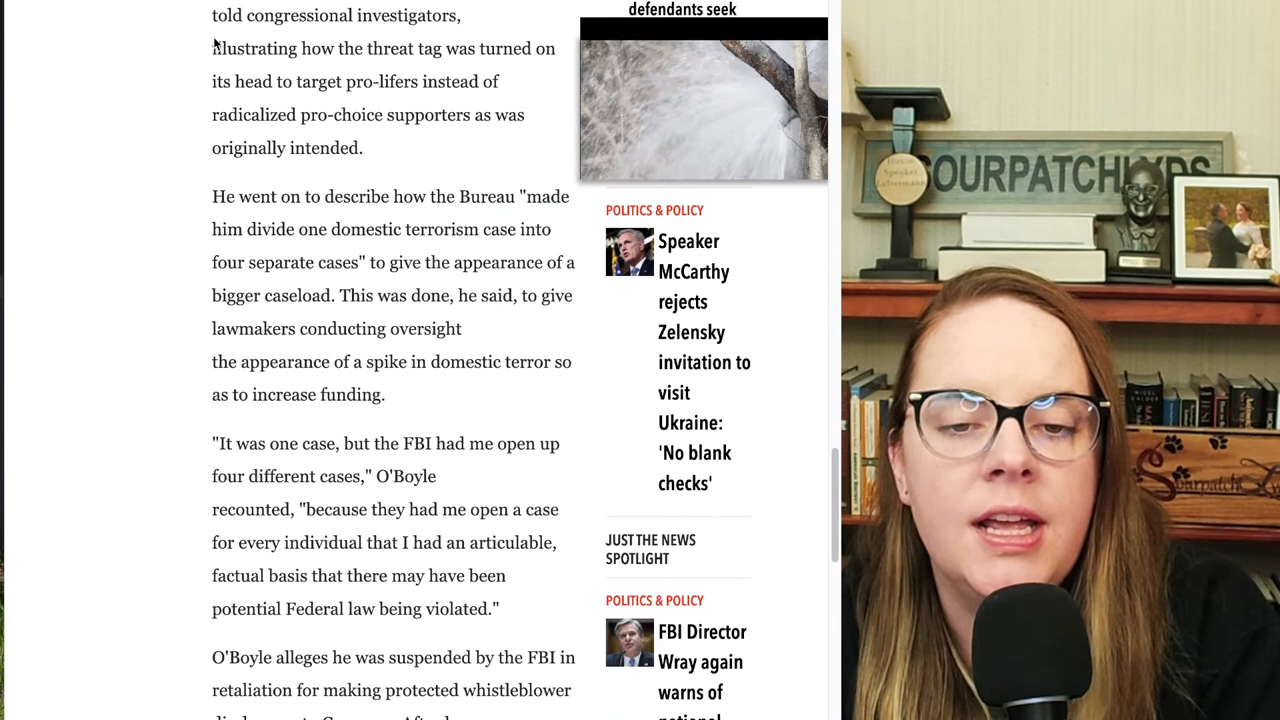 told congressional investigators,
illustrating how the threat tag was turned on
its head to target pro-lifers instead of
radicalized pro-choice supporters as was
originally intended.
He went on to describe how the Bureau "made
him divide one domestic terrorism case into
four separate cases" to give the appearance of a
bigger caseload. This was done, he said, to give
lawmakers conducting oversight
the appearance of a spike in domestic terror so
as to increase funding.
"It was one case, but the FBI had me open up
four different cases," O'Boyle
recounted, "because they had me open a case
for every individual that I had an articulable,
factual basis that there may have been
potential Federal law being violated."
O'Boyle alleges he was suspended by the FBI in
retaliation for making protected whistleblower
defendants seek
POLITICS & POLICY
Speaker
McCarthy
rejects
Zelensky
invitation to
visit
Ukraine:
'No blank
checks'
JUST THE NEWS
SPOTLIGHT
POLITICS & POLICY
FBI Director
Wray again
warns of
House
Speaker